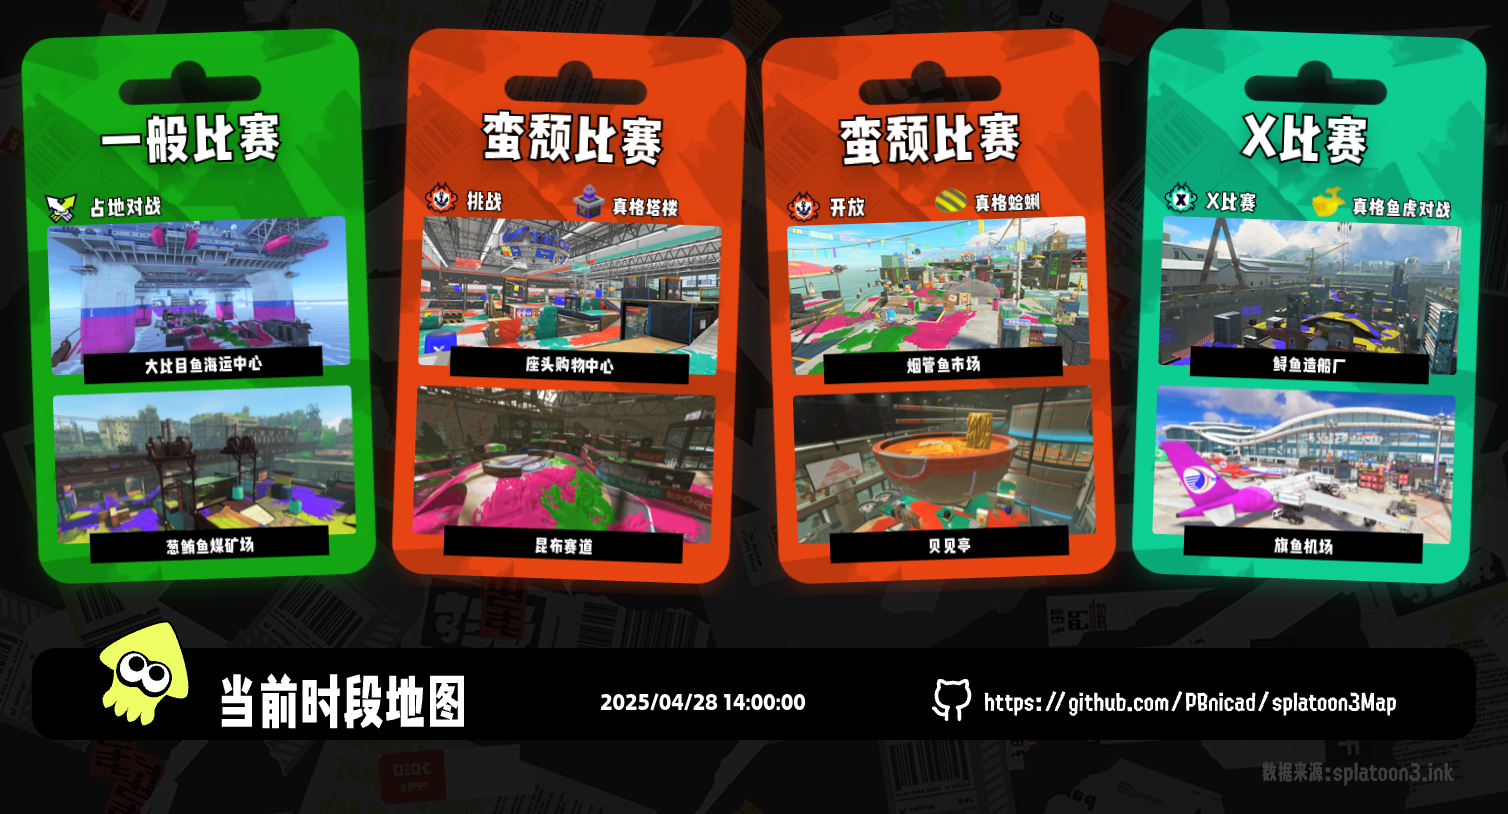 一般比赛
占地对战
大比目鱼海运中心
葱鲔鱼煤矿场
蛮颓比赛
挑战
真格塔楼
座头购物中心
昆布赛道
蛮颓比赛
开放
真格蛤蜊
烟管鱼市场
贝贝亭
X比赛
X比赛
真格鱼虎对战
鲟鱼造船厂
旗鱼机场
当前时段地图
2025/04/28 14:00:00
https://github.com/PBnicad/splatoon3Map
数据来源:splatoon3.ink